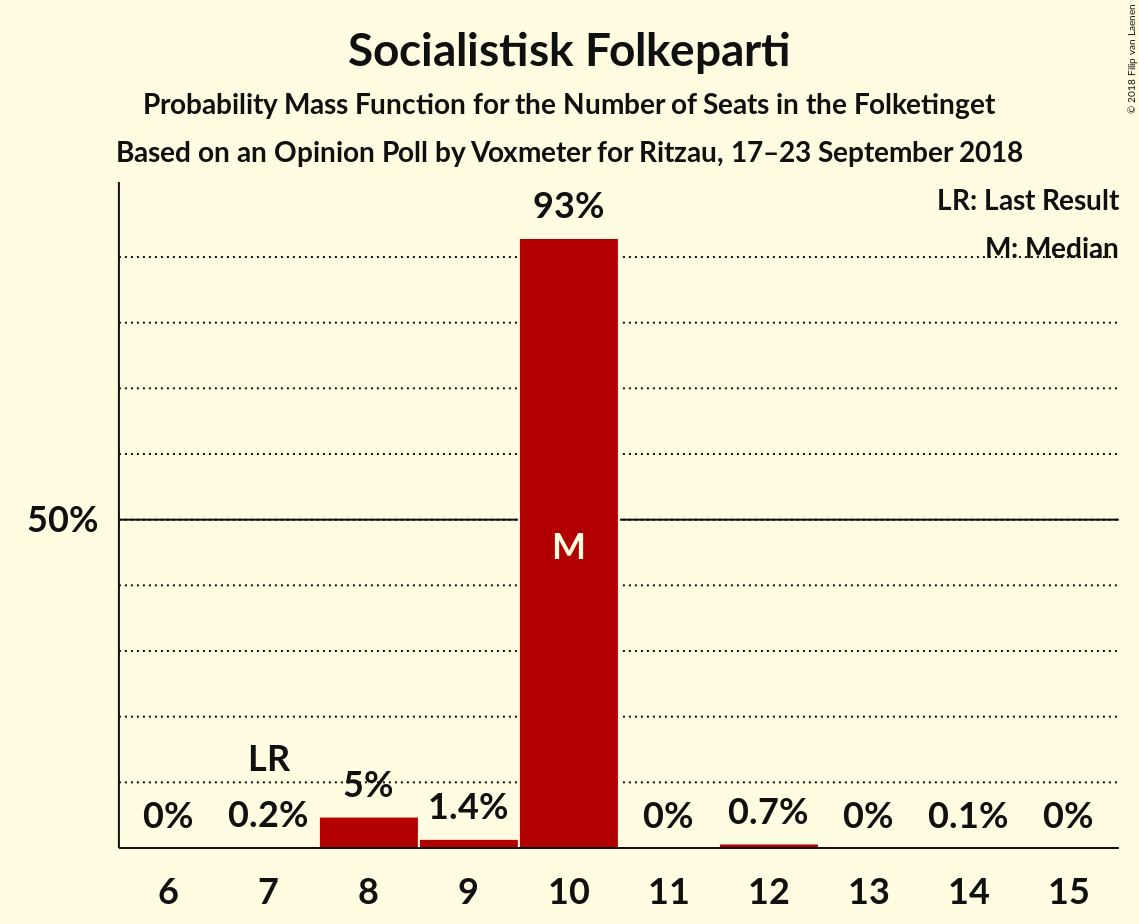 Socialistisk Folkeparti
Probability Mass Function for the Number of Seats in the Folketinget
Based on an Opinion Poll by Voxmeter for Ritzau, 17–23 September 2018
© 2018 Filip van Laenen
LR: Last Result
M: Median
93%
50%
M
LR
0% 0.2% 5% 1.4% 0% 0.7% 0% 0.1% 0%
6 7 8 9 10 11 12 13 14 15